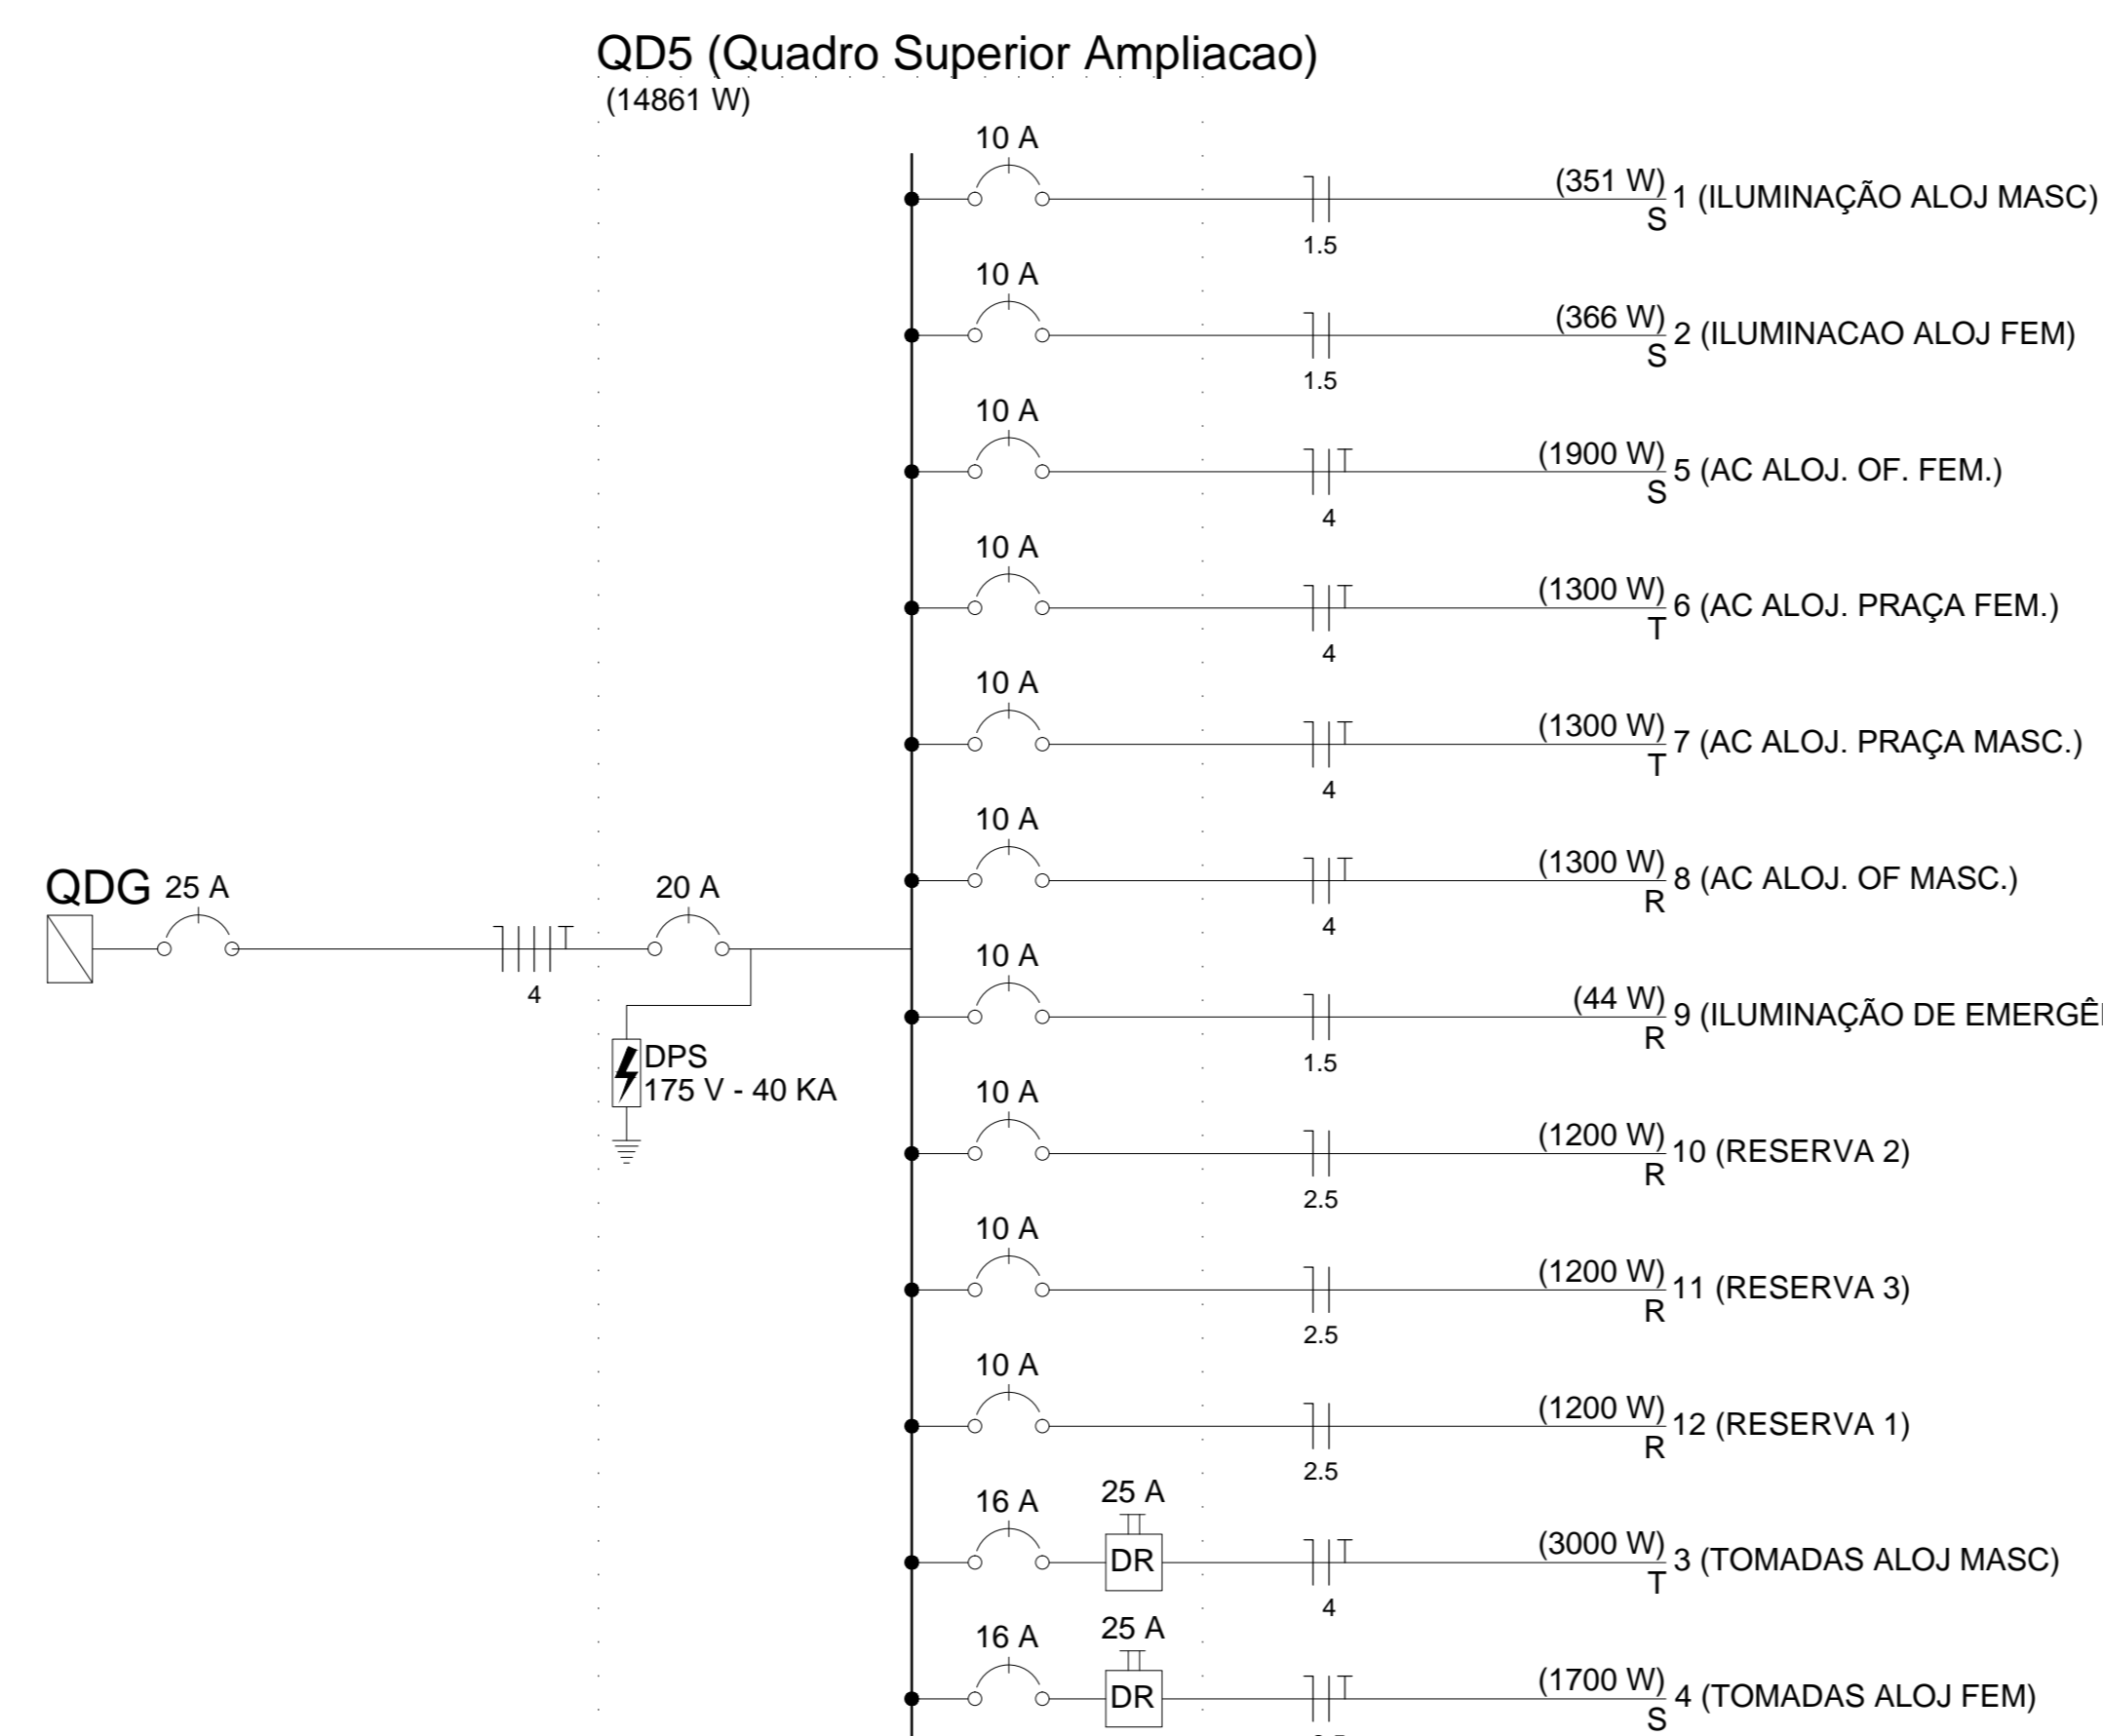 QD5 (Quadro Superior Ampliacao)
(14861 W)
10 A
(351 W)
1 (ILUMINAÇÃO ALOJ MASC)
S
1.5
10 A
(366 W)
2 (ILUMINACAO ALOJ FEM)
S
1.5
10 A
(1900 W)
5 (AC ALOJ. OF. FEM.)
S
4
10 A
(1300 W)
6 (AC ALOJ. PRAÇA FEM.)
T
4
10 A
(1300 W)
7 (AC ALOJ. PRAÇA MASC.)
T
4
10 A
(1300 W)
8 (AC ALOJ. OF MASC.)
R
4
QDG
25 A
4
20 A
DPS
175 V - 40 KA
10 A
(44 W)
9 (ILUMINAÇÃO DE
R
1.5
10 A
(1200 W)
10 (RESERVA 2)
R
2.5
10 A
(1200 W)
11 (RESERVA 3)
R
2.5
10 A
(1200 W)
12 (RESERVA 1)
R
2.5
16 A
25 A
DR
(3000 W)
3 (TOMADAS ALOJ MASC)
T
4
16 A
25 A
DR
(1700 W)
4 (TOMADAS ALOJ FEM)
S